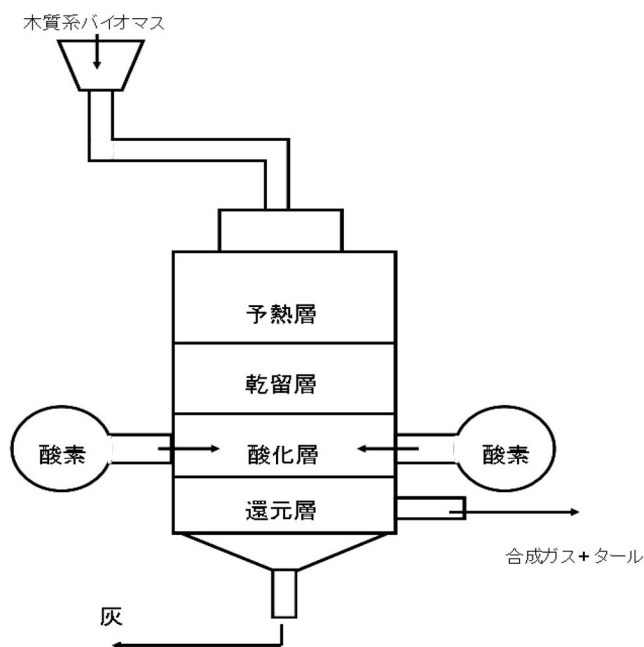 木質系バイオマス
予熱層
乾留層
酸素
酸化層
酸素
還元層
合成ガス+タール
灰